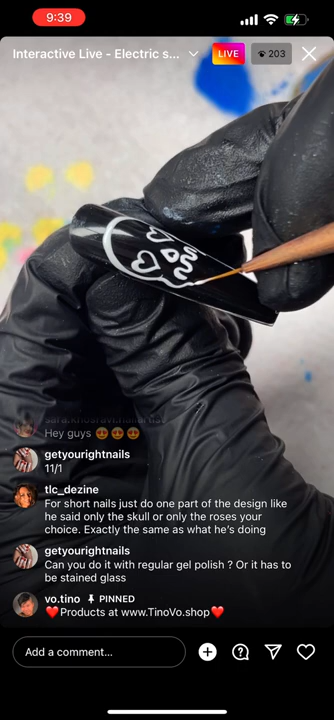 9:39
Interactive Live - Electric s...
LIVE
203
sara.khosravi.nailartist
Hey guys 😍😍😍
getyourightnails
11/1
tlc_dezine
For short nails just do one part of the design like
he said only the skull or only the roses your
choice. Exactly the same as what he's doing
getyourightnails
Can you do it with regular gel polish ? Or it has to
be stained glass
vo.tino PINNED
❤️Products at www.TinoVo.shop❤️
Add a comment...